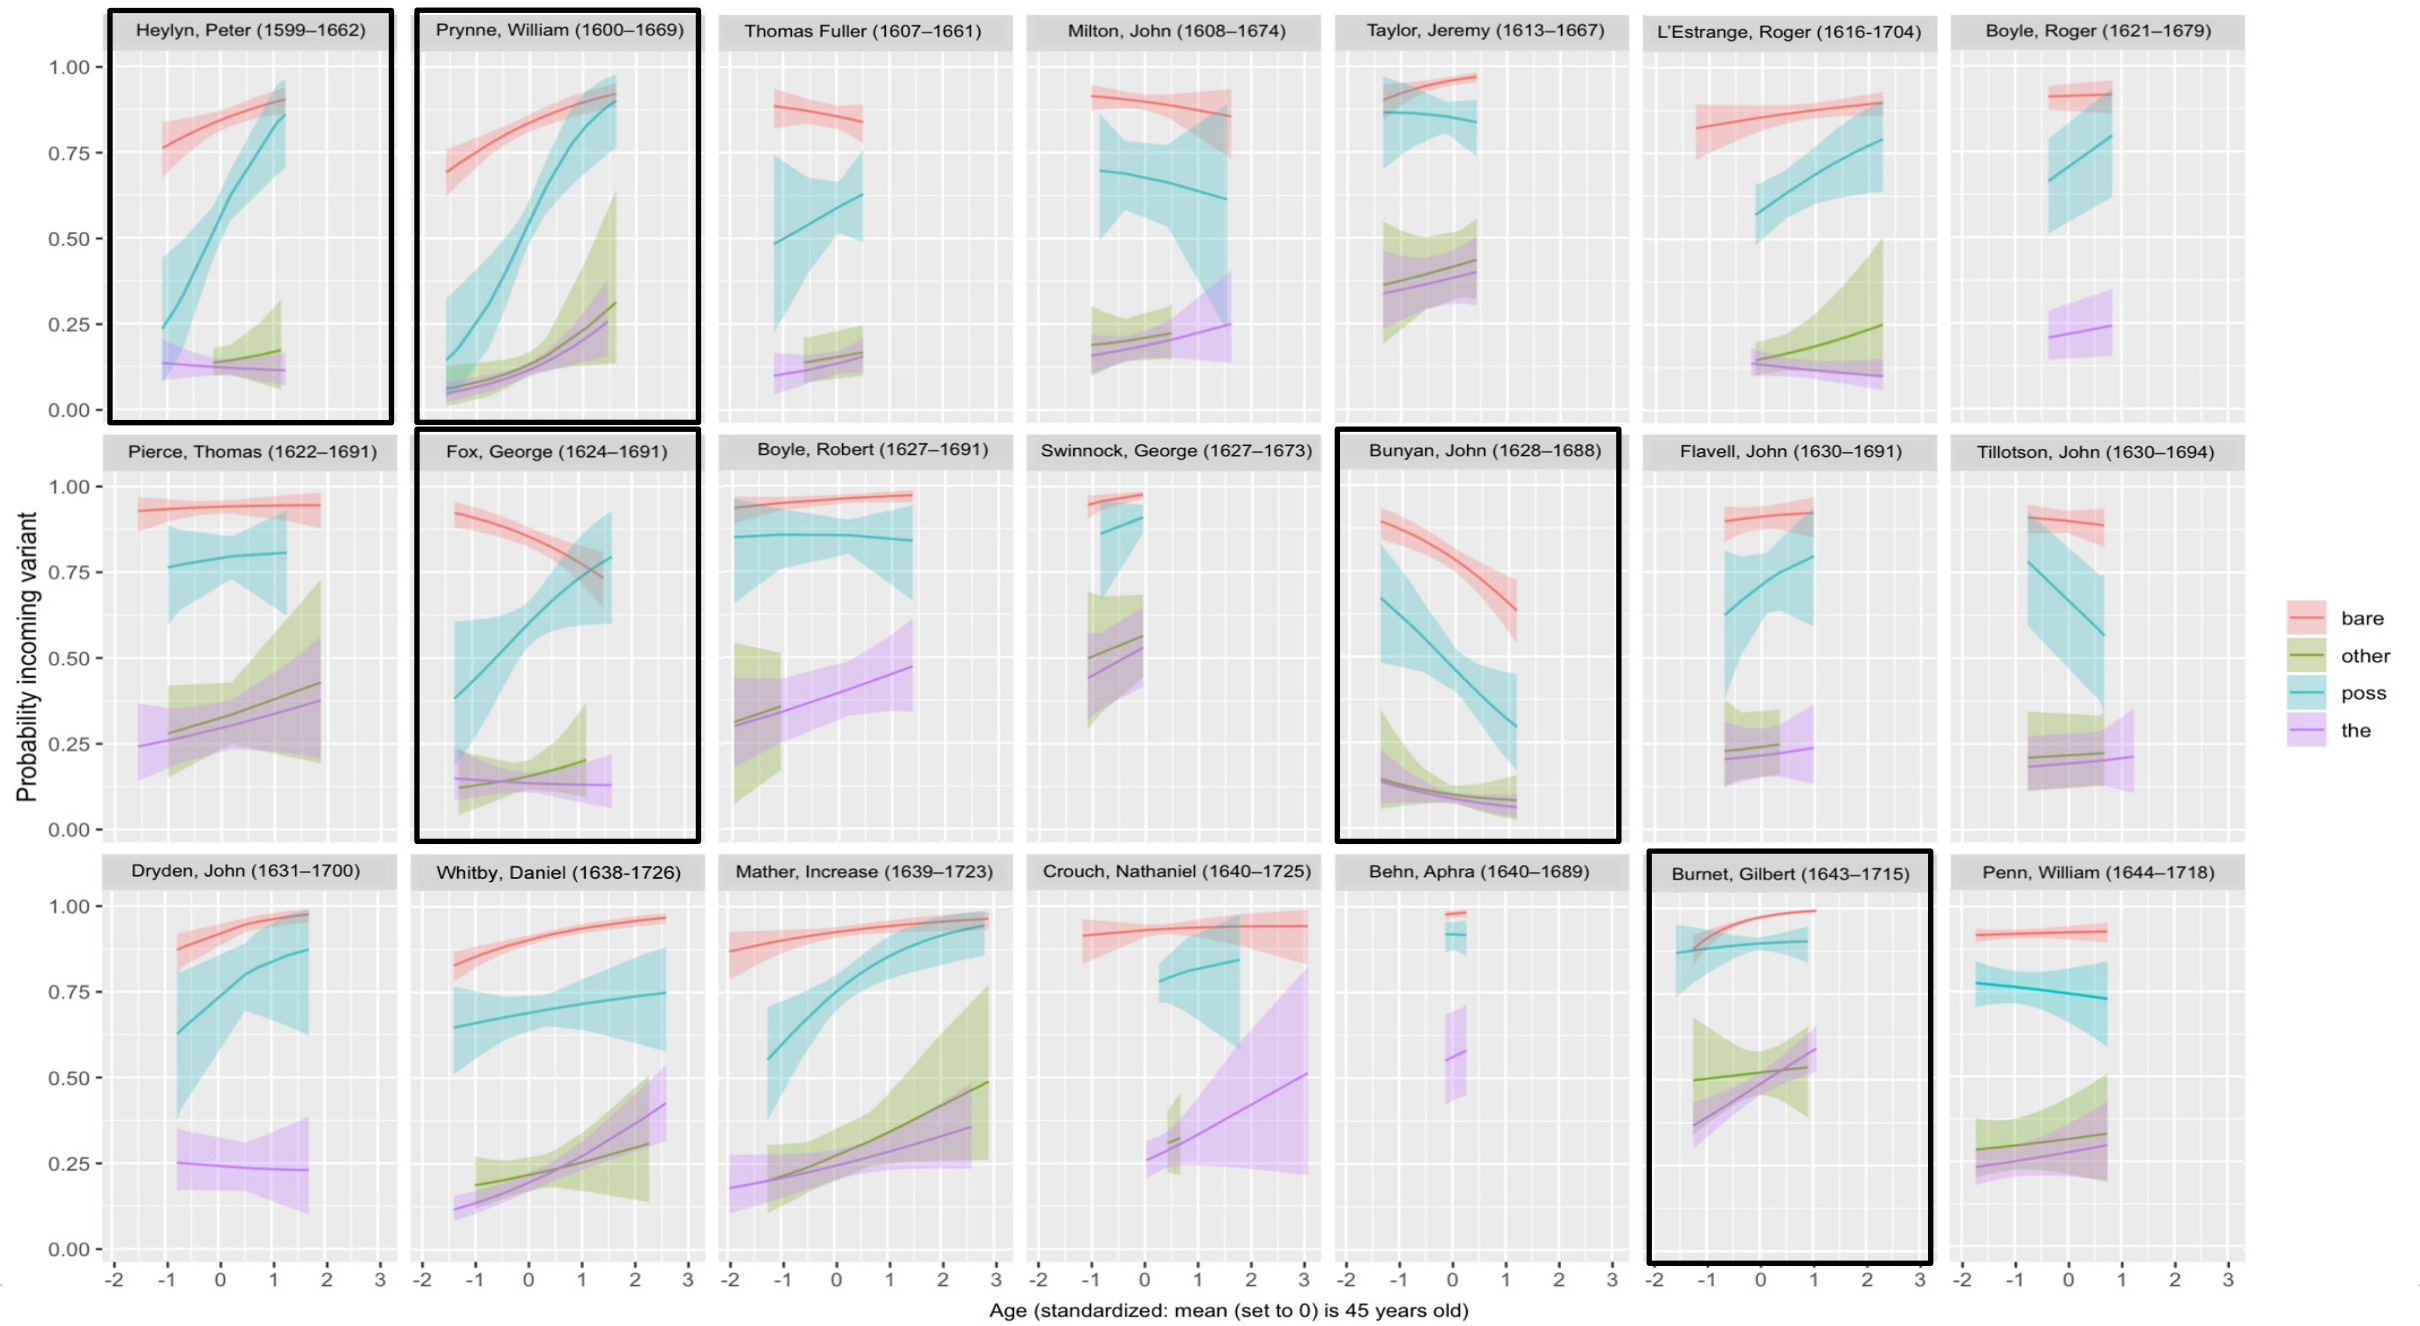 Heylyn, Peter (1599–1662) Prynne, William (1600–1669) Thomas Fuller (1607–1661) Milton, John (1608–1674) Taylor, Jeremy (1613–1667) L'Estrange, Roger (1616-1704) Boyle, Roger (1621–1679)
1.00
0.75
0.50
0.25
0.00
Pierce, Thomas (1622–1691) Fox, George (1624–1691) Boyle, Robert (1627–1691) Swinnock, George (1627–1673) Bunyan, John (1628–1688) Flavell, John (1630–1691) Tillotson, John (1630–1694)
1.00
0.75
0.50
0.25
0.00
Probability incoming variant
bare
other
poss
the
Dryden, John (1631–1700) Whitby, Daniel (1638-1726) Mather, Increase (1639–1723) Crouch, Nathaniel (1640–1725) Behn, Aphra (1640–1689) Burnet, Gilbert (1643–1715) Penn, William (1644–1718)
1.00
0.75
0.50
0.25
0.00
-2 -1 0 1 2 3 -2 -1 0 1 2 3 -2 -1 0 1 2 3 -2 -1 0 1 2 3 -2 -1 0 1 2 3 -2 -1 0 1 2 3 -2 -1 0 1 2 3
Age (standardized: mean (set to 0) is 45 years old)